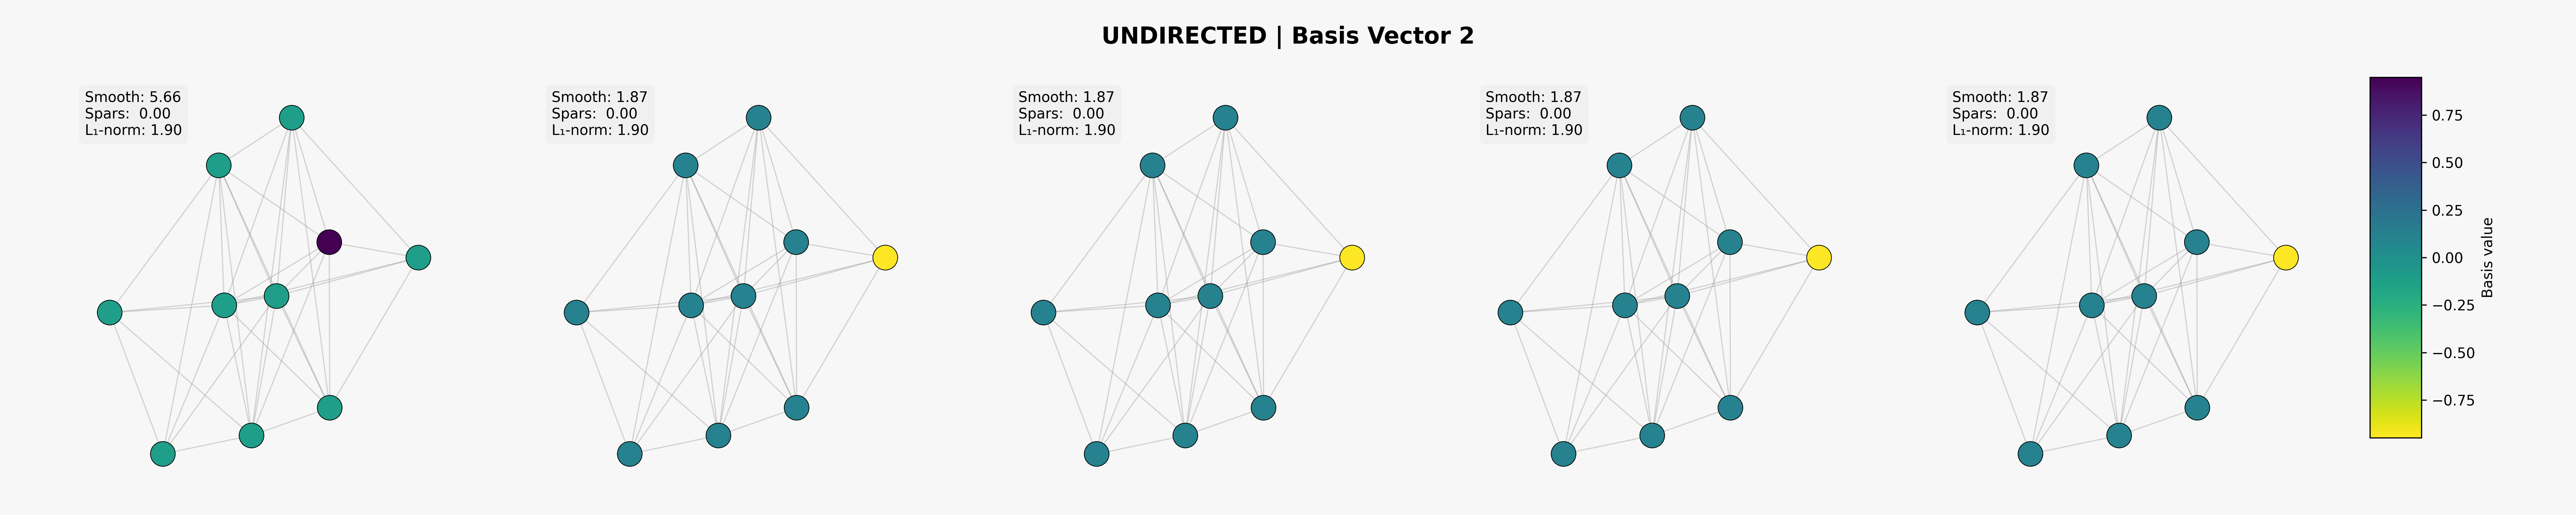 UNDIRECTED | Basis Vector 2
Smooth: 5.66
Spars:  0.00
L₁-norm: 1.90
Smooth: 1.87
Spars:  0.00
L₁-norm: 1.90
Smooth: 1.87
Spars:  0.00
L₁-norm: 1.90
Smooth: 1.87
Spars:  0.00
L₁-norm: 1.90
Smooth: 1.87
Spars:  0.00
L₁-norm: 1.90
0.75
0.50
0.25
0.00
−0.25
−0.50
−0.75
Basis value